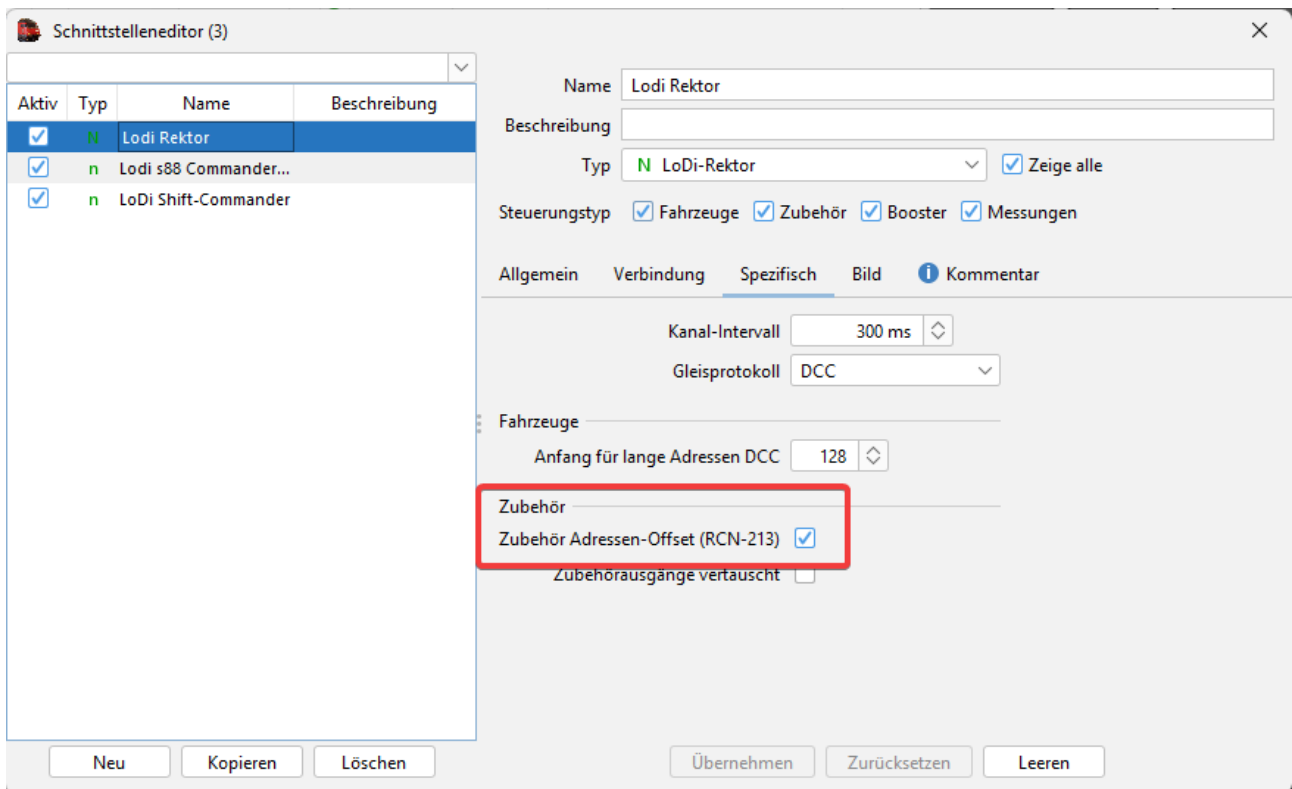 Schnittstelleneditor (3)
Aktiv Typ Name Beschreibung
N Lodi Rektor
n Lodi s88 Commander...
n LoDi Shift-Commander
Neu Kopieren Löschen
Name Lodi Rektor
Beschreibung
Typ N LoDi-Rektor Zeige alle
Steuerungstyp Fahrzeuge Zubehör Booster Messungen
Allgemein Verbindung Spezifisch Bild i Kommentar
Kanal-Intervall 300 ms
Gleisprotokoll DCC
Fahrzeuge
Anfang für lange Adressen DCC 128
Zubehör
Zubehör Adressen-Offset (RCN-213)
Zubehörausgänge vertauscht
Übernehmen Zurücksetzen Leeren